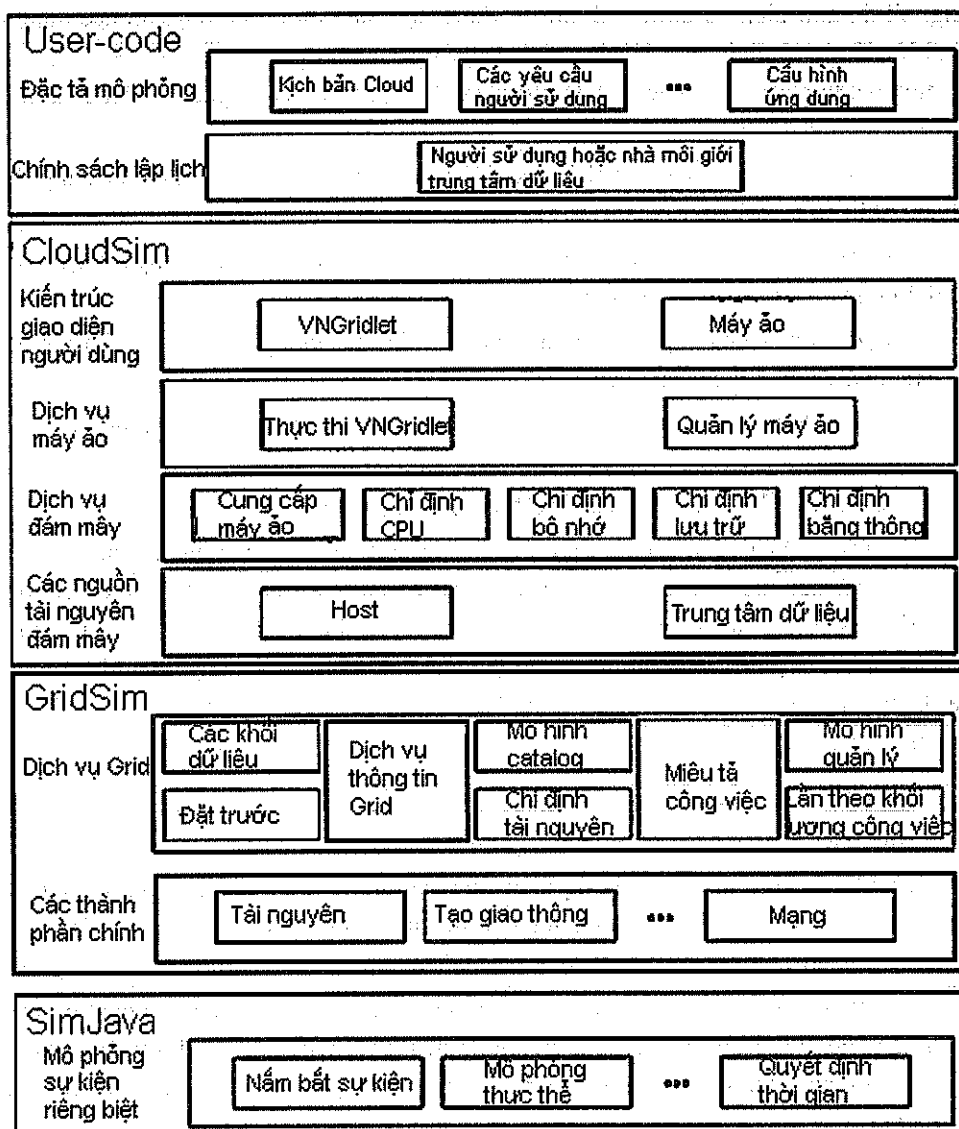 User-code
Đặc tả mô phỏng
Kịch bản Cloud
Các yêu cầu
người sử dụng
...
Cấu hình
ứng dung
Chính sách lập lịch
Người sử dụng hoặc nhà môi giới
trung tâm dữ liệu
CloudSim
Kiến trúc
giao diện
người dùng
VNGridlet
Máy ảo
Dịch vụ
máy ảo
Thực thi VNGridlet
Quản lý máy ảo
Dịch vụ
đám mây
Cung cấp
máy ảo
Chỉ định
CPU
Chỉ định
bộ nhớ
Chỉ định
lưu trữ
Chỉ định
băng thông
Các nguồn
tài nguyên
đám mây
Host
Trung tâm dữ liệu
GridSim
Dịch vụ Grid
Các khối
dữ liệu
Đặt trước
Dịch vụ
thông tin
Grid
Mô hình
catalog
Chỉ định
tài nguyên
Miêu tả
công việc
Mô hình
quản lý
Lần theo khối
lượng công việc
Các thành
phần chính
Tài nguyên
Tạo giao thông
...
Mạng
SimJava
Mô phỏng
sự kiện
riêng biệt
Nắm bắt sự kiện
Mô phỏng
thực thể
...
Quyết định
thời gian